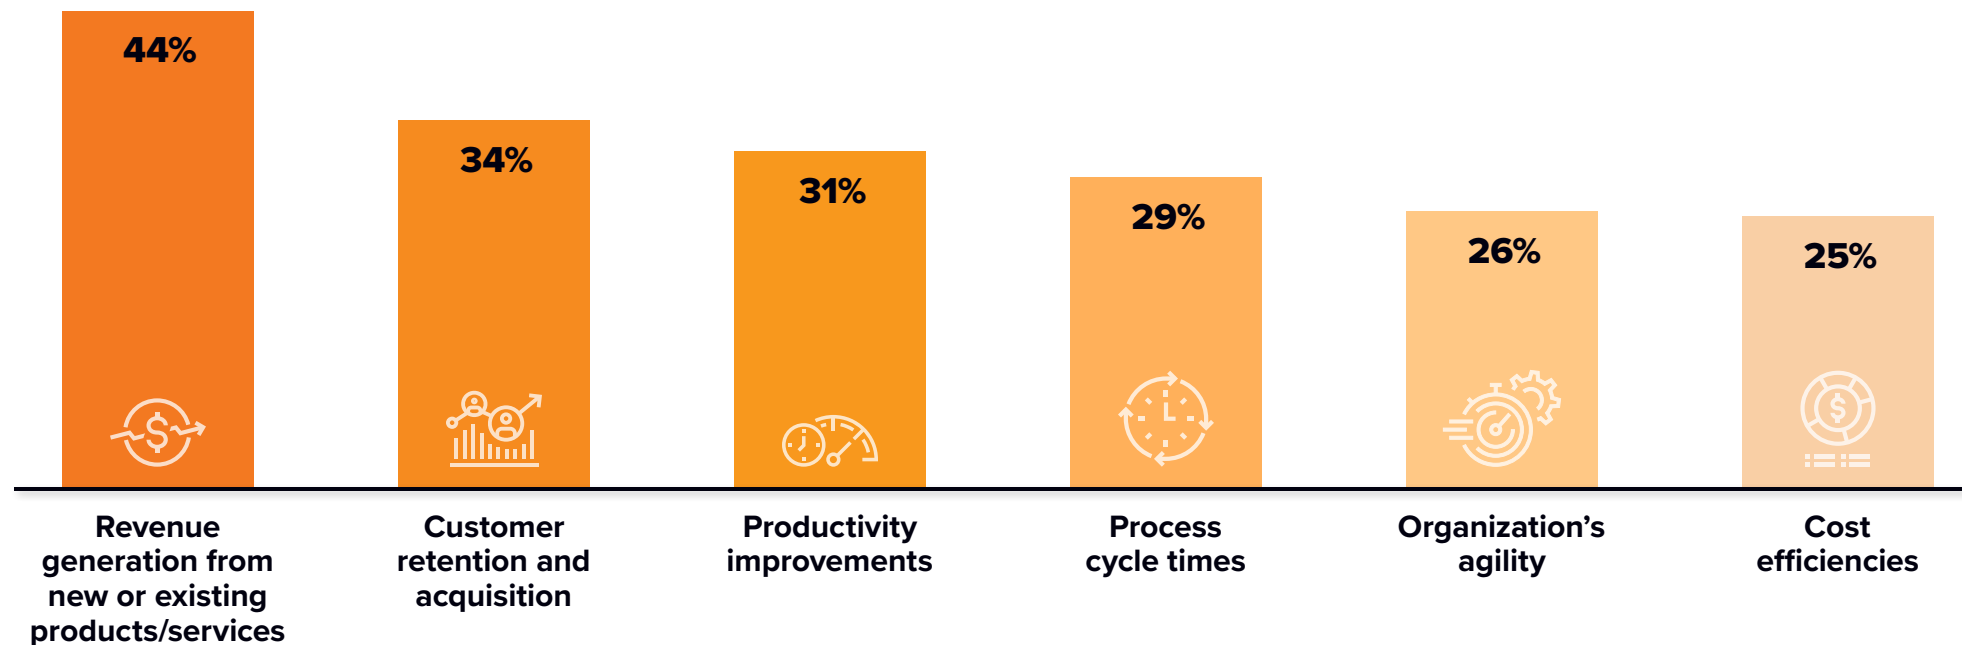 44%
34%
31%
29%
26%
25%
Revenue
generation from
new or existing
products/services
Customer
retention and
acquisition
Productivity
improvements
Process
cycle times
Organization’s
agility
Cost
efficiencies